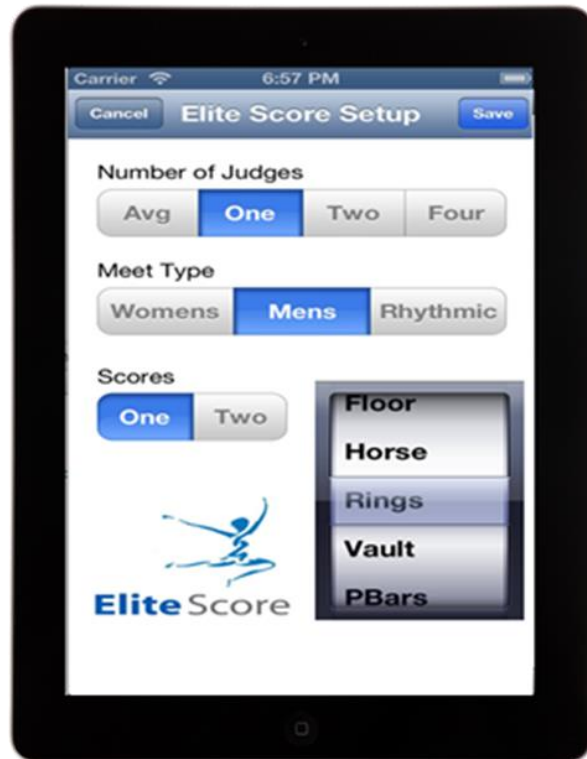 Carrier 6:57 PM
Cancel Elite Score Setup Save
Number of Judges
Avg One Two Four
Meet Type
Womens Mens Rhythmic
Scores
One Two
Floor
Horse
Rings
Vault
PBars
Elite Score